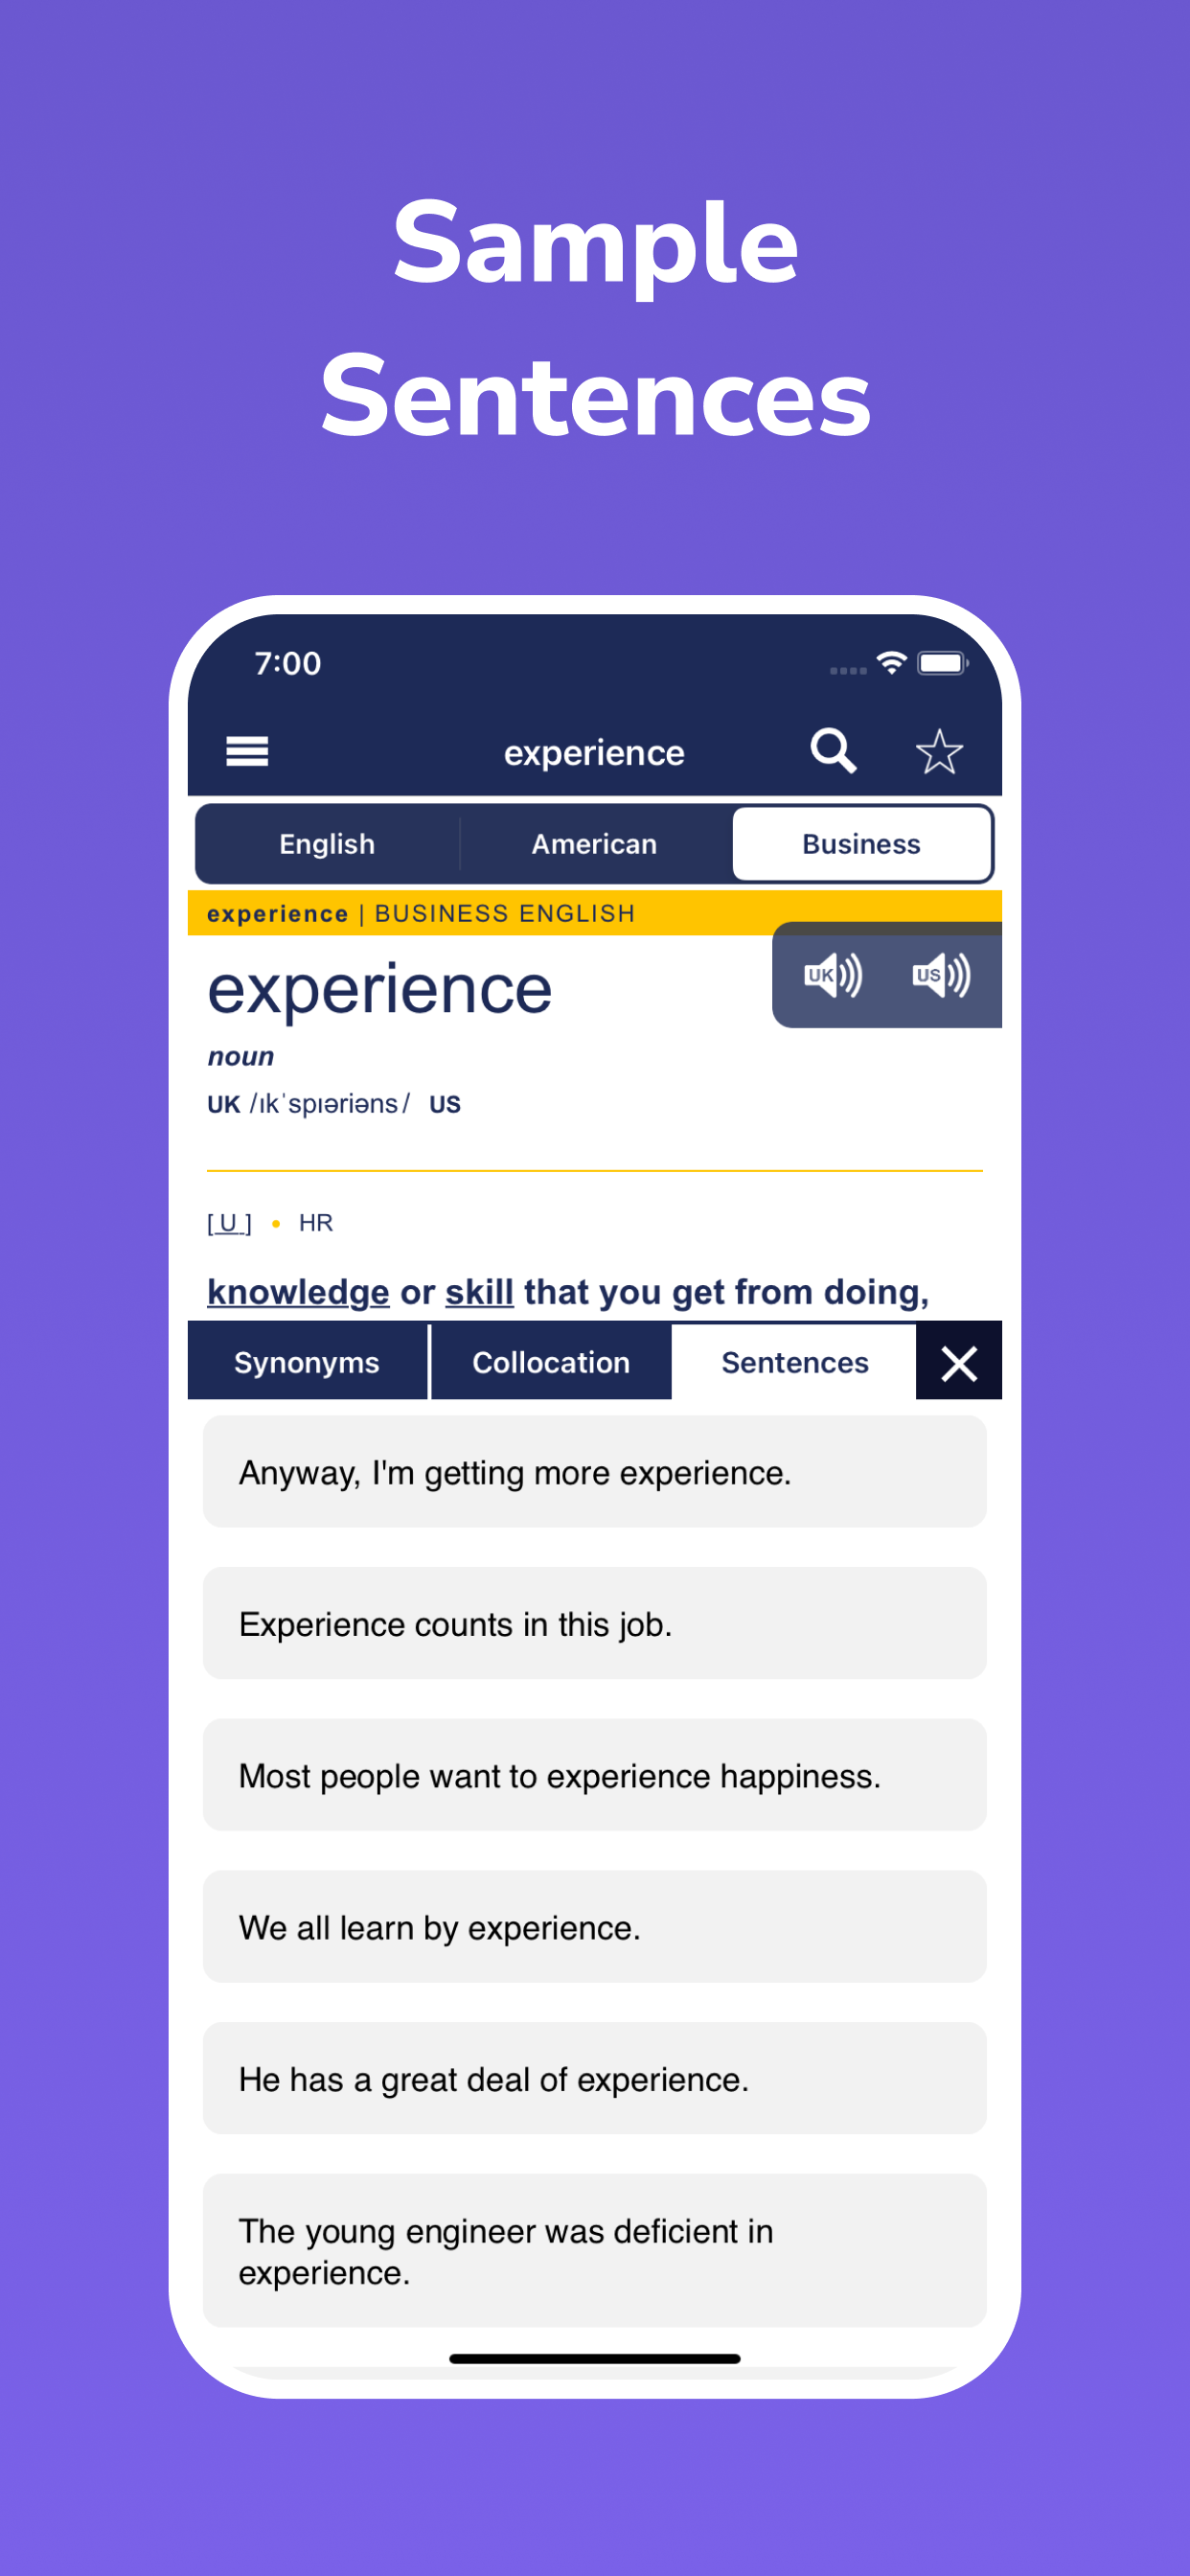 Sample
Sentences
7:00
experience
English American Business
experience | BUSINESS ENGLISH
experience
UK US
noun
UK /ɪkˈspɪəriəns/ US
[ U ] • HR
knowledge or skill that you get from doing,
Synonyms Collocation Sentences
Anyway, I'm getting more experience.
Experience counts in this job.
Most people want to experience happiness.
We all learn by experience.
He has a great deal of experience.
The young engineer was deficient in
experience.